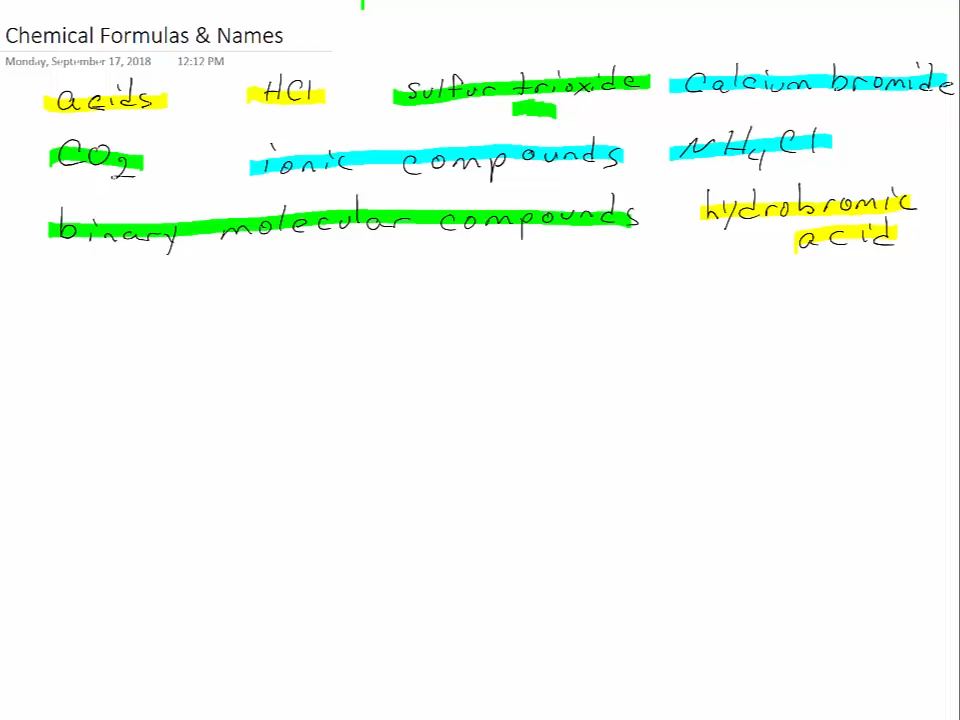 Chemical Formulas & Names
Monday, September 17, 2018 12:12 PM
acids HCl sulfur trioxide Calcium bromide
CO2 ionic compounds NH4Cl
binary molecular compounds hydrobromic
acid